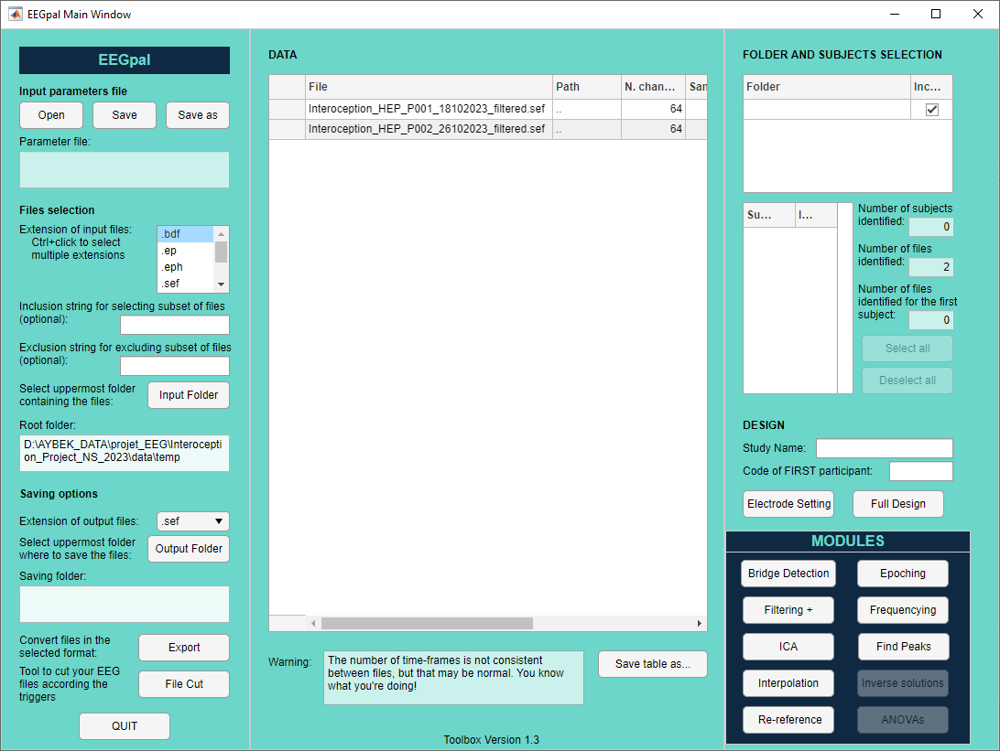 EEGpal Main Window
EEGpal
Input parameters file
Open
Save
Save as
Parameter file:
Files selection
Extension of input files:
Ctrl+click to select
multiple extensions
.bdf
.ep
.eph
.sef
Inclusion string for selecting subset of files
(optional):
Exclusion string for excluding subset of files
(optional):
Select uppermost folder
containing the files:
Input Folder
Root folder:
D:\AYBEK_DATA\projet_EEG\Interocepti
on_Project_NS_2023\data\temp
Saving options
Extension of output files:
.sef
Select uppermost folder
where to save the files:
Output Folder
Saving folder:
Convert files in the
selected format:
Export
Tool to cut your EEG
files according the
triggers
File Cut
QUIT
DATA
File Path N. chan... San
Interoception_HEP_P001_18102023_filtered.sef .. 64
Interoception_HEP_P002_26102023_filtered.sef .. 64
Warning:
The number of time-frames is not consistent
between files, but that may be normal. You know
what you're doing!
Save table as...
Toolbox Version 1.3
FOLDER AND SUBJECTS SELECTION
Folder Inc...
Su... I...
Number of subjects
identified: 0
Number of files
identified: 2
Number of files
identified for the first
subject: 0
Select all
Deselect all
DESIGN
Study Name:
Code of FIRST participant:
Electrode Setting
Full Design
MODULES
Bridge Detection
Epoching
Filtering +
Frequencying
ICA
Find Peaks
Interpolation
Inverse solutions
Re-reference
ANOVAs